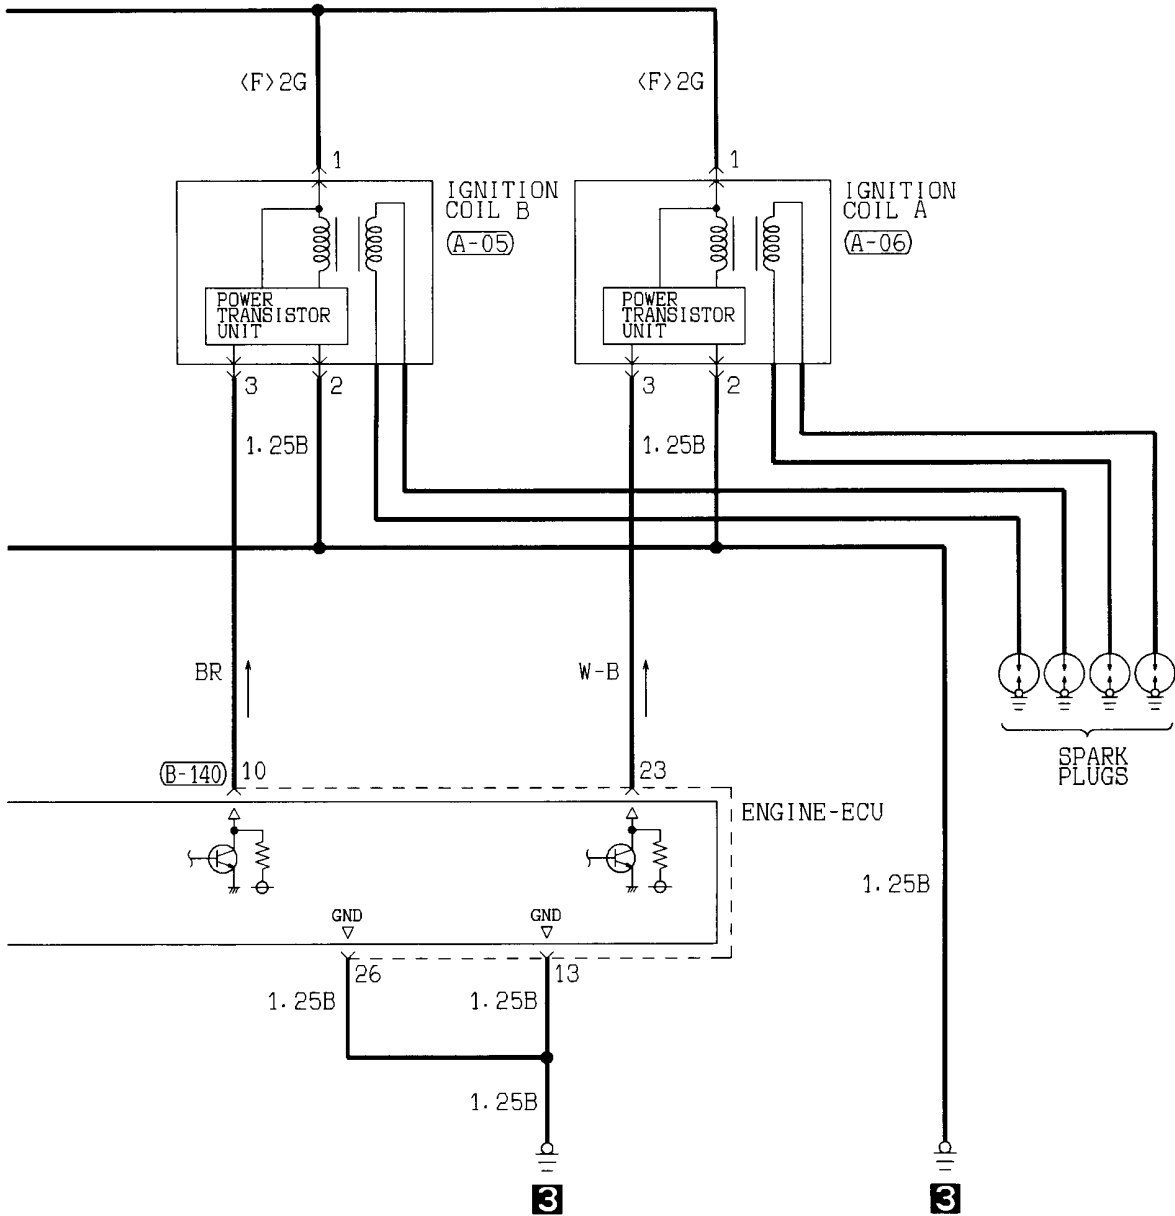 〈F〉2G
〈F〉2G
1
1
IGNITION
COIL B
A-05
IGNITION
COIL A
A-06
POWER
TRANSISTOR
UNIT
POWER
TRANSISTOR
UNIT
3
2
3
2
1.25B
1.25B
BR
W-B
SPARK
PLUGS
B-140
10
23
ENGINE-ECU
1.25B
GND
GND
26
13
1.25B
1.25B
1.25B
3
3